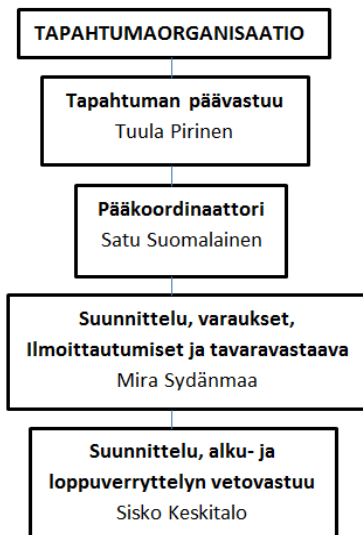 TAPAHTUMAORGANISAATIO
Tapahtuman päävastuu
Tuula Pirinen
Pääkoordinaattori
Satu Suomalainen
Suunnittelu, varaukset,
Ilmoittautumiset ja tavaravastaava
Mira Sydänmaa
Suunnittelu, alku- ja
loppuverryttelyn vetovastuu
Sisko Keskitalo